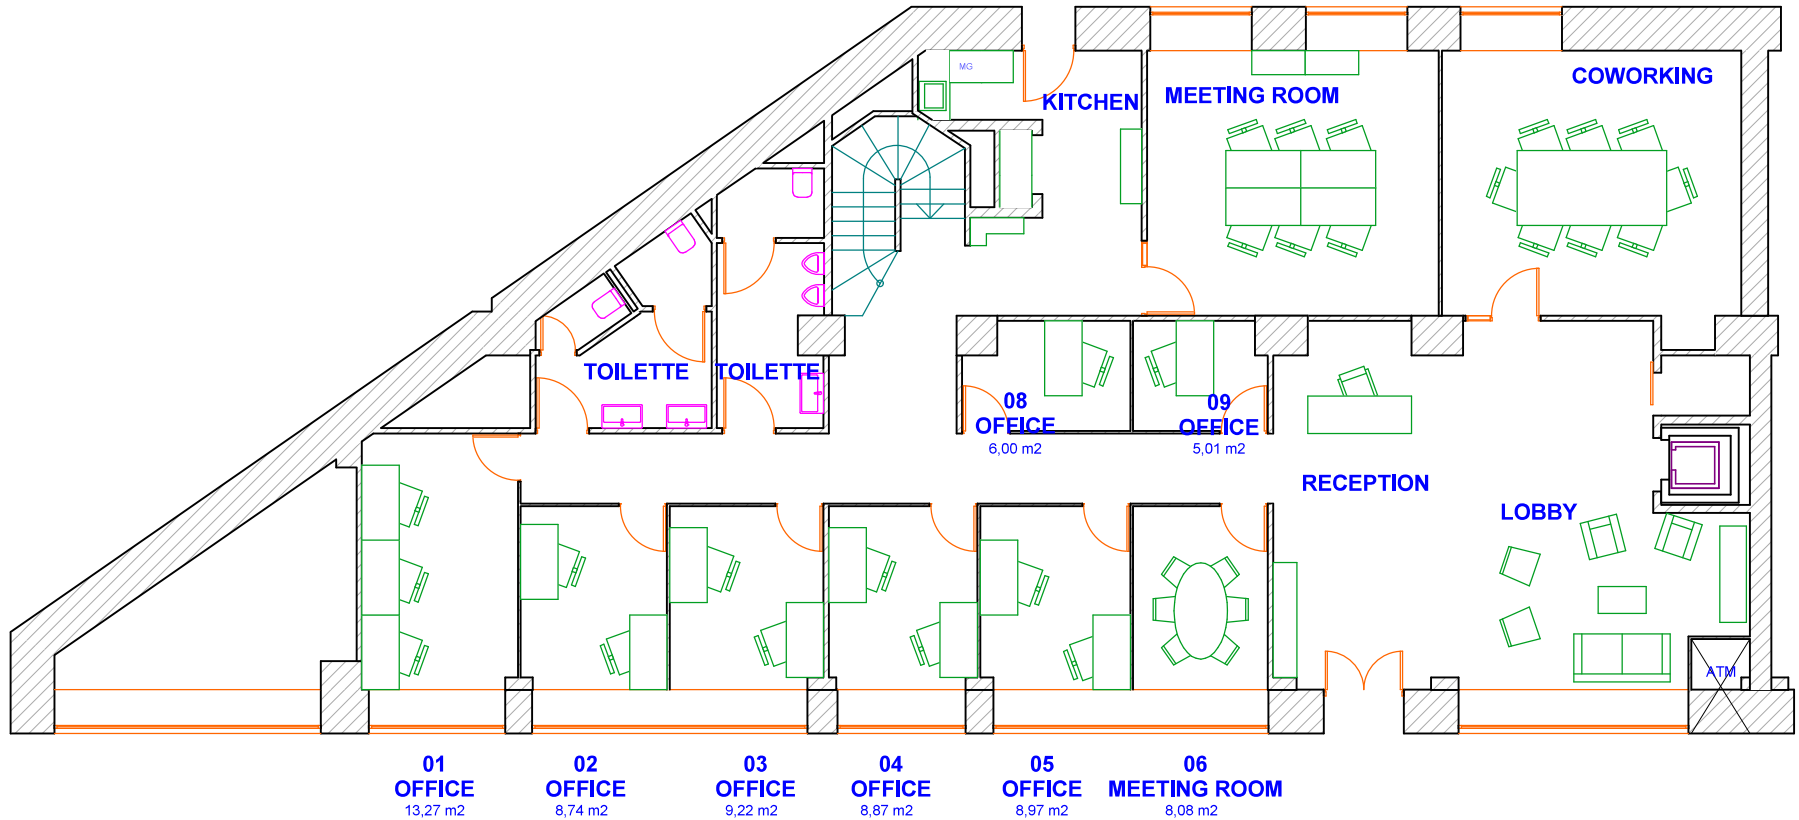 MG
COWORKING
KITCHEN
MEETING ROOM
TOILETTE
TOILETTE
08
OFFICE
6,00 m2
09
OFFICE
5,01 m2
RECEPTION
LOBBY
ATM
01
OFFICE
13,27 m2
02
OFFICE
8,74 m2
03
OFFICE
9,22 m2
04
OFFICE
8,87 m2
05
OFFICE
8,97 m2
06
MEETING ROOM
8,08 m2